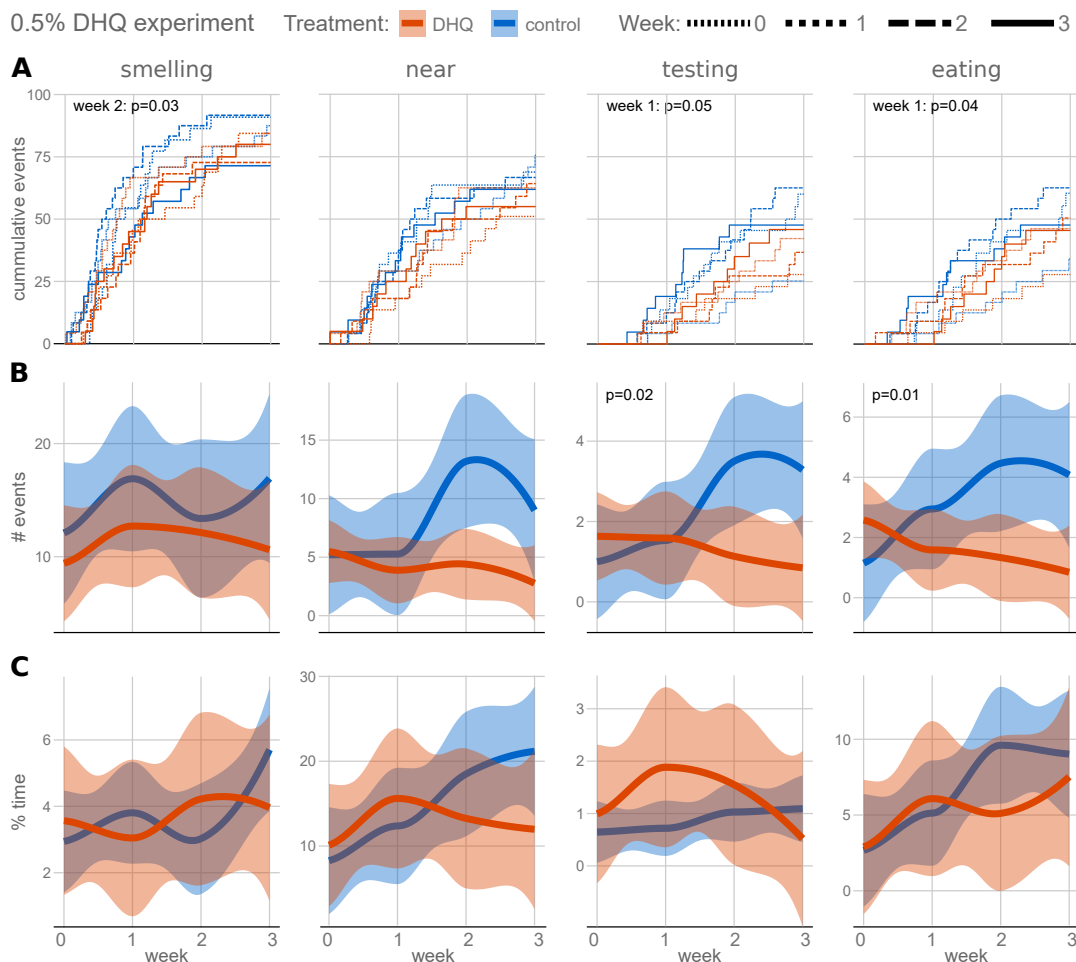 0.5% DHQ experiment Treatment: DHQ control Week: 0 1 2 3
A smelling near testing eating
cummulative events
100
75
50
25
0
week 2: p=0.03
week 1: p=0.05
week 1: p=0.04
B
# events
20
10
15
10
5
0
p=0.02
4
2
0
p=0.01
6
4
2
0
C
% time
6
4
2
30
20
10
3
2
1
0
10
5
0
0 1 2 3 0 1 2 3 0 1 2 3 0 1 2 3
week week week week